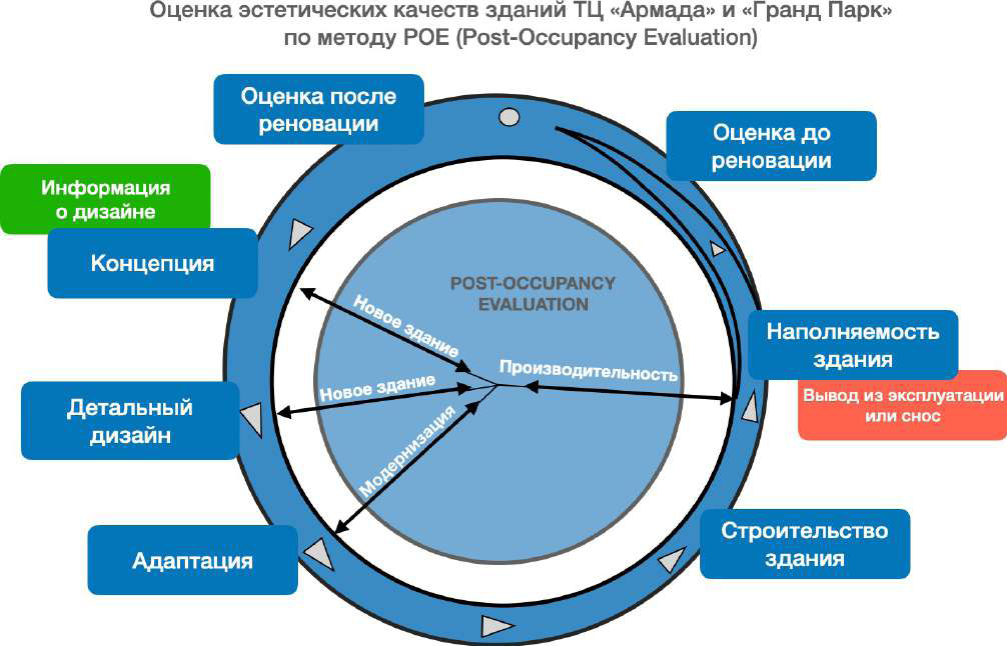 Оценка эстетических качеств зданий ТЦ «Армада» и «Гранд Парк»
по методу POE (Post-Occupancy Evaluation)
Оценка после
реновации
Оценка до
реновации
Информация
о дизайне
Концепция
POST-OCCUPANCY
EVALUATION
Новое здание
Наполняемость
здания
Производительность
Новое здание
Вывод из эксплуатации
или снос
Детальный
дизайн
Модернизация
Строительство
здания
Адаптация